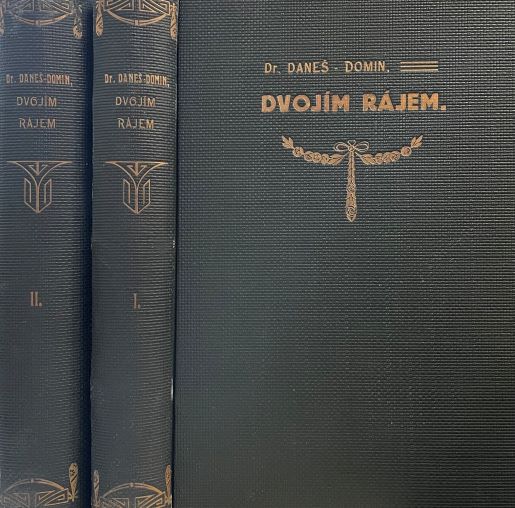 Dr. DANEŠ-DOMIN.
DVOJÍM
RÁJEM
II.
Dr. DANEŠ-DOMIN.
DVOJÍM
RÁJEM
I.
Dr. DANEŠ - DOMIN.
DVOJÍM RÁJEM.